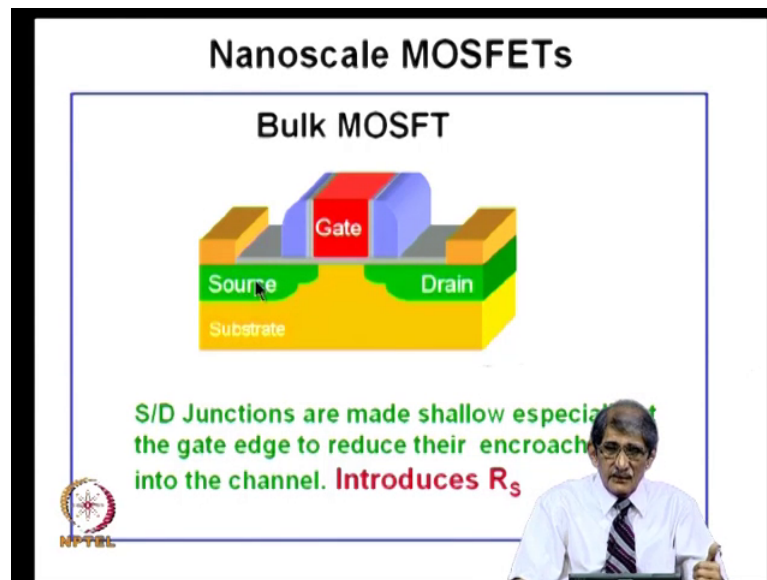 Nanoscale MOSFETs
Bulk MOSFT
Gate
Source
Drain
Substrate
S/D Junctions are made shallow
the gate edge to reduce their
into the channel. Introduces RS
NPTEL